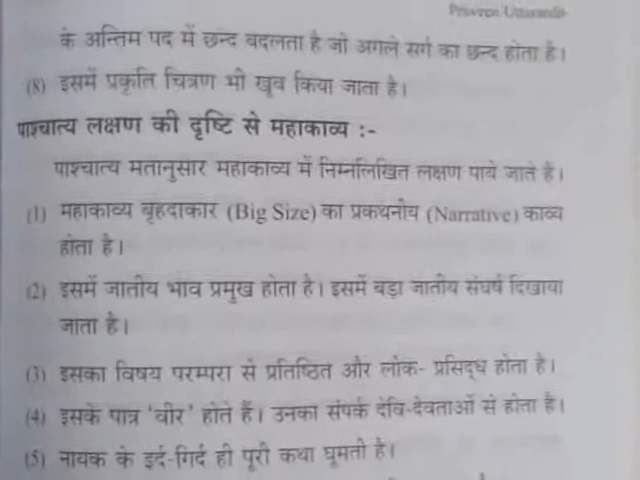 Praveen Uttarardh
के अन्तिम पद में छन्द बदलता है जो अगले सर्ग का छन्द होता है।
(8) इसमें प्रकृति चित्रण भी खूब किया जाता है।
पाश्चात्य लक्षण की दृष्टि से महाकाव्य :-
पाश्चात्य मतानुसार महाकाव्य में निम्नलिखित लक्षण पाये जाते है।
(1) महाकाव्य बृहदाकार (Big Size) का प्रकथनीय (Narrative) काव्य
होता है।
(2) इसमें जातीय भाव प्रमुख होता है। इसमें बड़ा जातीय संघर्ष दिखाया
जाता है।
(3) इसका विषय परम्परा से प्रतिष्ठित और लोक- प्रसिद्ध होता है।
(4) इसके पात्र 'वीर' होते हैं। उनका संपर्क देवि-देवताओं से होता है।
(5) नायक के इर्द-गिर्द ही पूरी कथा घूमती है।